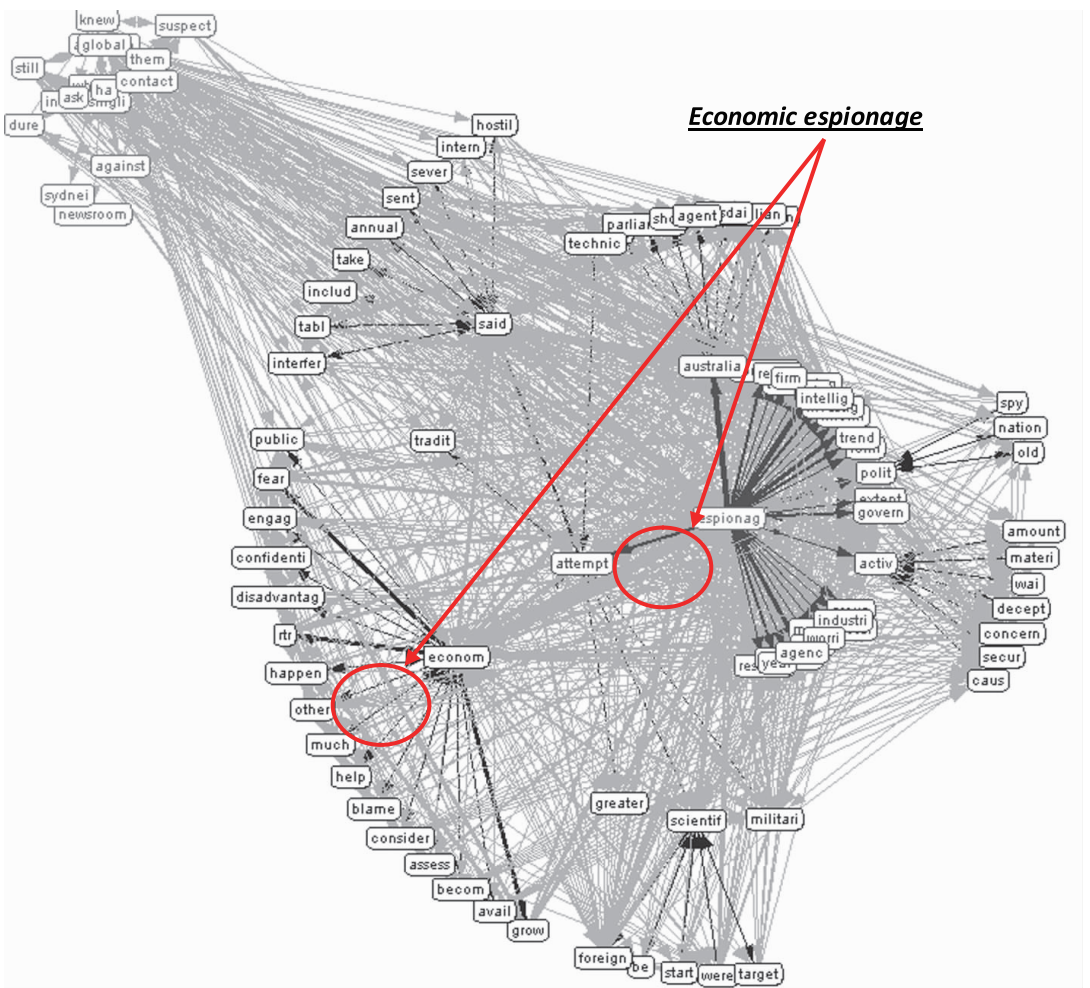 knew
suspect
global
them
still
contact
ha
ask
in
dure
against
sydnei
newsroom
hostil
intern
sever
sent
annual
take
includ
tabl
said
interfer
Economic espionage
agent
technic
australia
firm
intellig
trend
polit
extent
govern
activ
spy
nation
old
amount
materi
wai
decept
concern
secur
caus
public
tradit
fear
engag
confidenti
disadvantag
attempt
rtr
econom
happen
other
much
help
blame
consider
assess
becom
avail
grow
industri
agenc
greater
scientif
militari
foreign
be
start
were
target